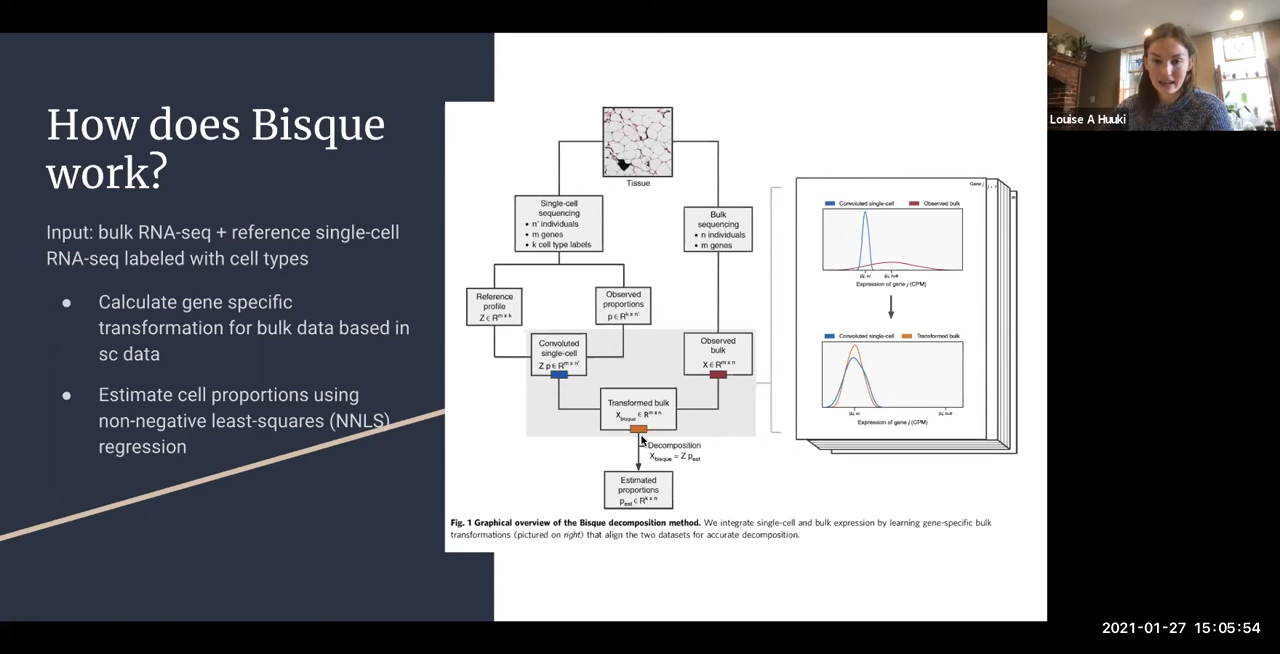 How does Bisque
work?
Input: bulk RNA-seq + reference single-cell
RNA-seq labeled with cell types
● Calculate gene specific
transformation for bulk data based in
sc data
● Estimate cell proportions using
non-negative least-squares (NNLS)
regression
Tissue
Single-cell
sequencing
• n' individuals
• m genes
• k cell type labels
Bulk
sequencing
• n individuals
• m genes
Reference
profile
Z ∈ R^m x k
Observed
proportions
p ∈ R^k x n'
Convoluted
single-cell
Z p ∈ R^m x n'
Observed
bulk
X ∈ R^m x n
Transformed bulk
X_bisque ∈ R^m x n
Decomposition
X_bisque = Z p_est
Estimated
proportions
p_est ∈ R^k x n
Gene j
Convoluted single-cell
Observed bulk
Expression of gene j (CPM)
Convoluted single-cell
Transformed bulk
Expression of gene j (CPM)
Fig. 1 Graphical overview of the Bisque decomposition method. We integrate single-cell and bulk expression by learning gene-specific bulk
transformations (pictured on right) that align the two datasets for accurate decomposition.
Louise A Huuki
2021-01-27 15:05:54